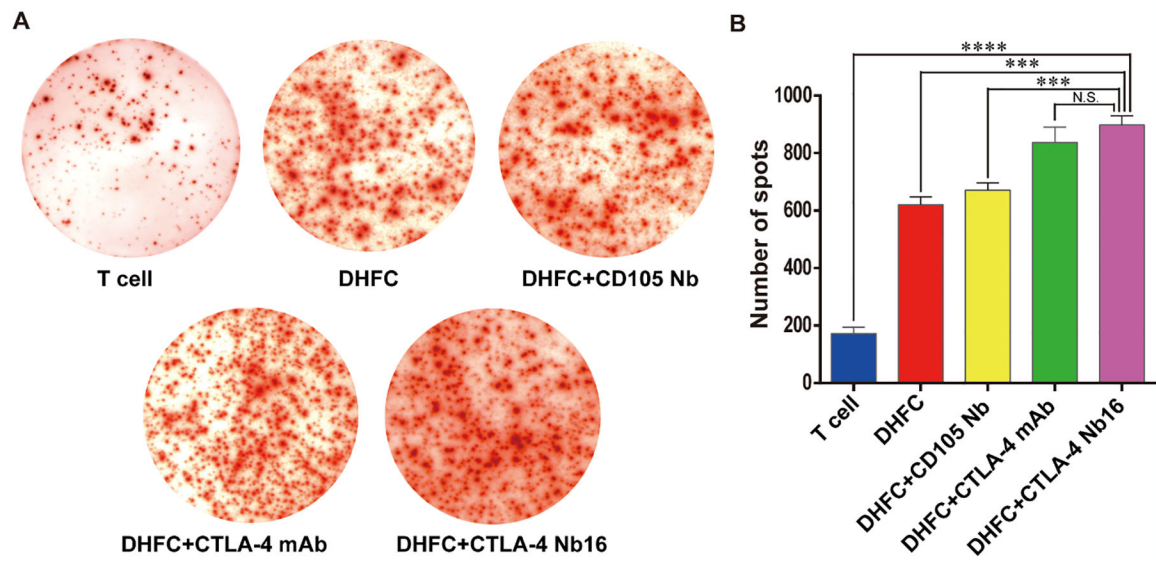 A
T cell
DHFC
DHFC+CD105 Nb
DHFC+CTLA-4 mAb
DHFC+CTLA-4 Nb16
B
****
***
***
N.S.
Number of spots
1000
800
600
400
200
0
T cell
DHFC
DHFC+CD105 Nb
DHFC+CTLA-4 mAb
DHFC+CTLA-4 Nb16